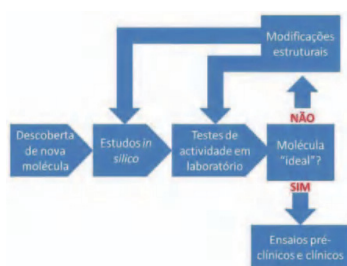 Modificações
estruturais
NÃO
Descoberta
de nova
molécula
Estudos in
silico
Testes de
actividade em
laboratório
Molécula
"ideal"?
SIM
Ensaios pré-
clínicos e clínicos